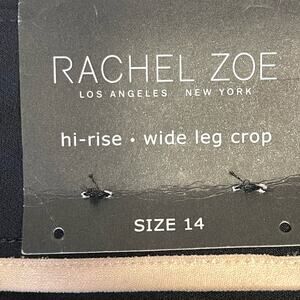 RACHEL ZOE
LOS ANGELES NEW YORK
hi-rise • wide leg crop
SIZE 14